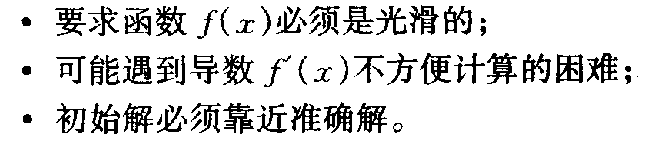 • 要求函数 f(x)必须是光滑的；
• 可能遇到导数 f′(x)不方便计算的困难；
• 初始解必须靠近准确解。